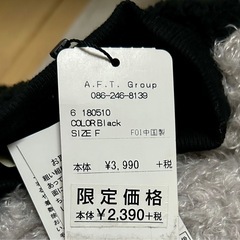 A.F.T. Group
086-246-8139
6 180510
COLOR Black
SIZE F FO1中国製
本体 ¥3,990 +税
限定価格
本体¥2,390+税